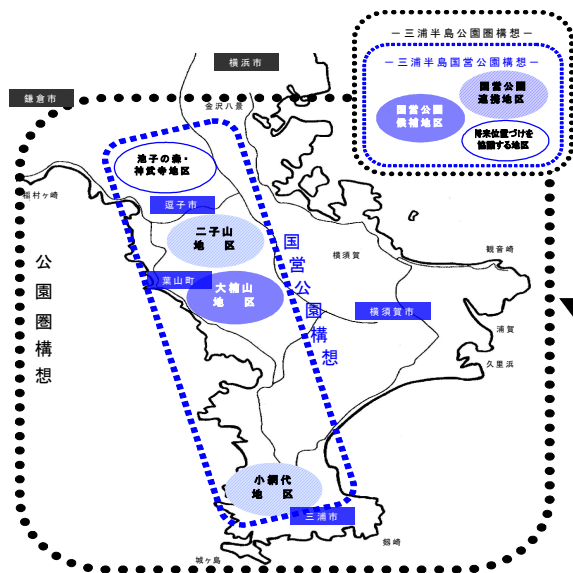 －三浦半島公園圏構想－
－三浦半島国営公園構想－
国営公園
連携地区
国営公園
候補地区
将来位置づけを
協議する地区
横浜市
鎌倉市
金沢八景
池子の森・
神武寺地区
稲村ヶ崎
逗子市
二子山
地　区
国営公園構想
横須賀
観音崎
公園圏構想
葉山町
大楠山
地　区
横須賀市
浦賀
久里浜
小網代
地　区
三浦市
剱崎
城ヶ島